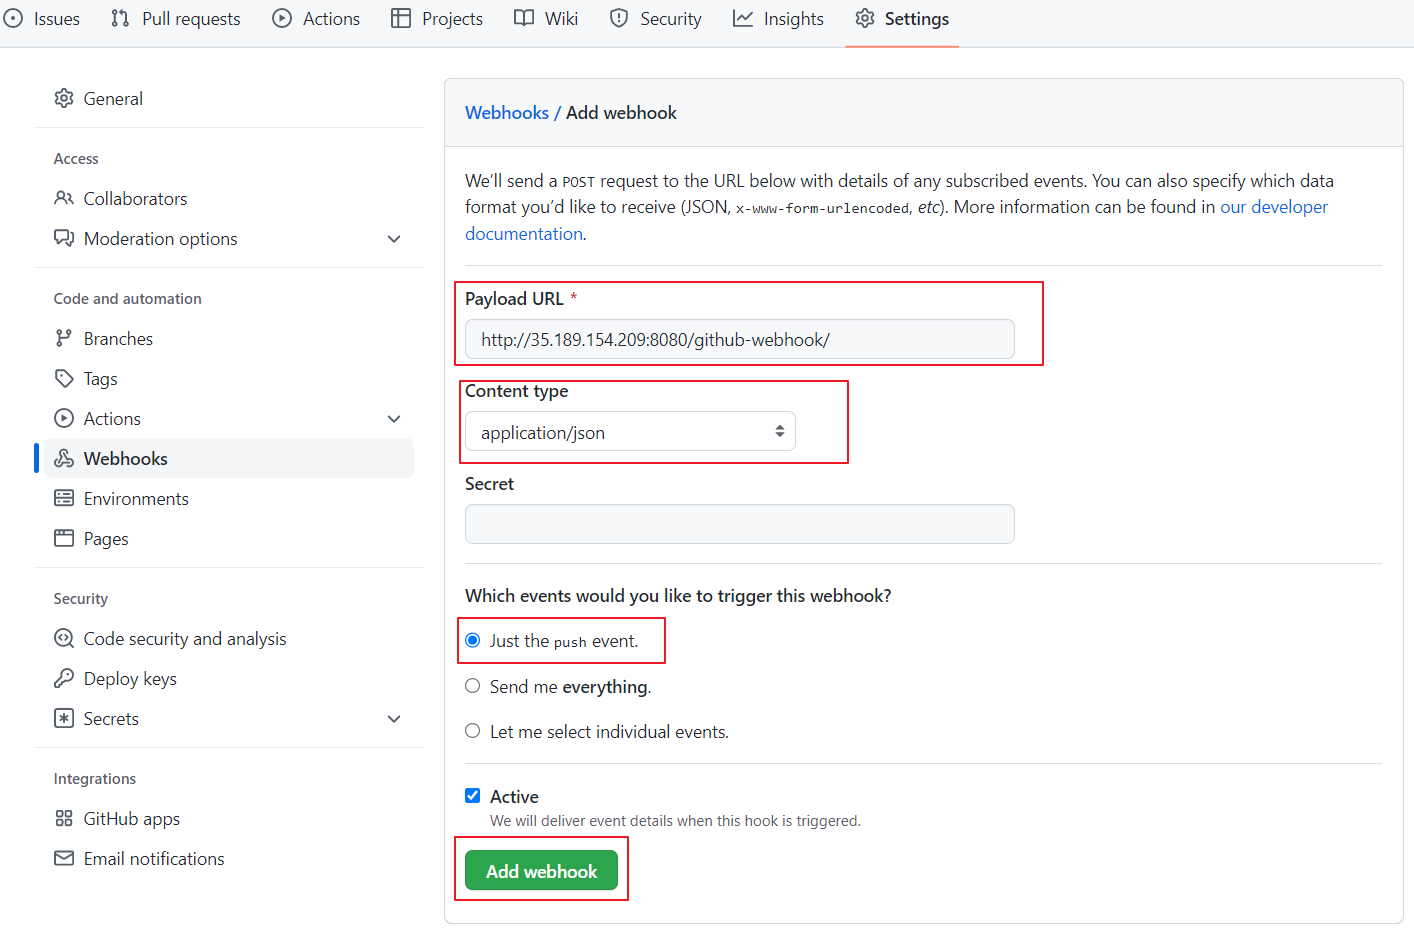 Issues Pull requests Actions Projects Wiki Security Insights Settings
General
Access
Collaborators
Moderation options
Code and automation
Branches
Tags
Actions
Webhooks
Environments
Pages
Security
Code security and analysis
Deploy keys
Secrets
Integrations
GitHub apps
Email notifications
Webhooks / Add webhook
We’ll send a POST request to the URL below with details of any subscribed events. You can also specify which data
format you’d like to receive (JSON, x-www-form-urlencoded, etc). More information can be found in our developer
documentation.
Payload URL *
http://35.189.154.209:8080/github-webhook/
Content type
application/json
Secret
Which events would you like to trigger this webhook?
Just the push event.
Send me everything.
Let me select individual events.
Active
We will deliver event details when this hook is triggered.
Add webhook